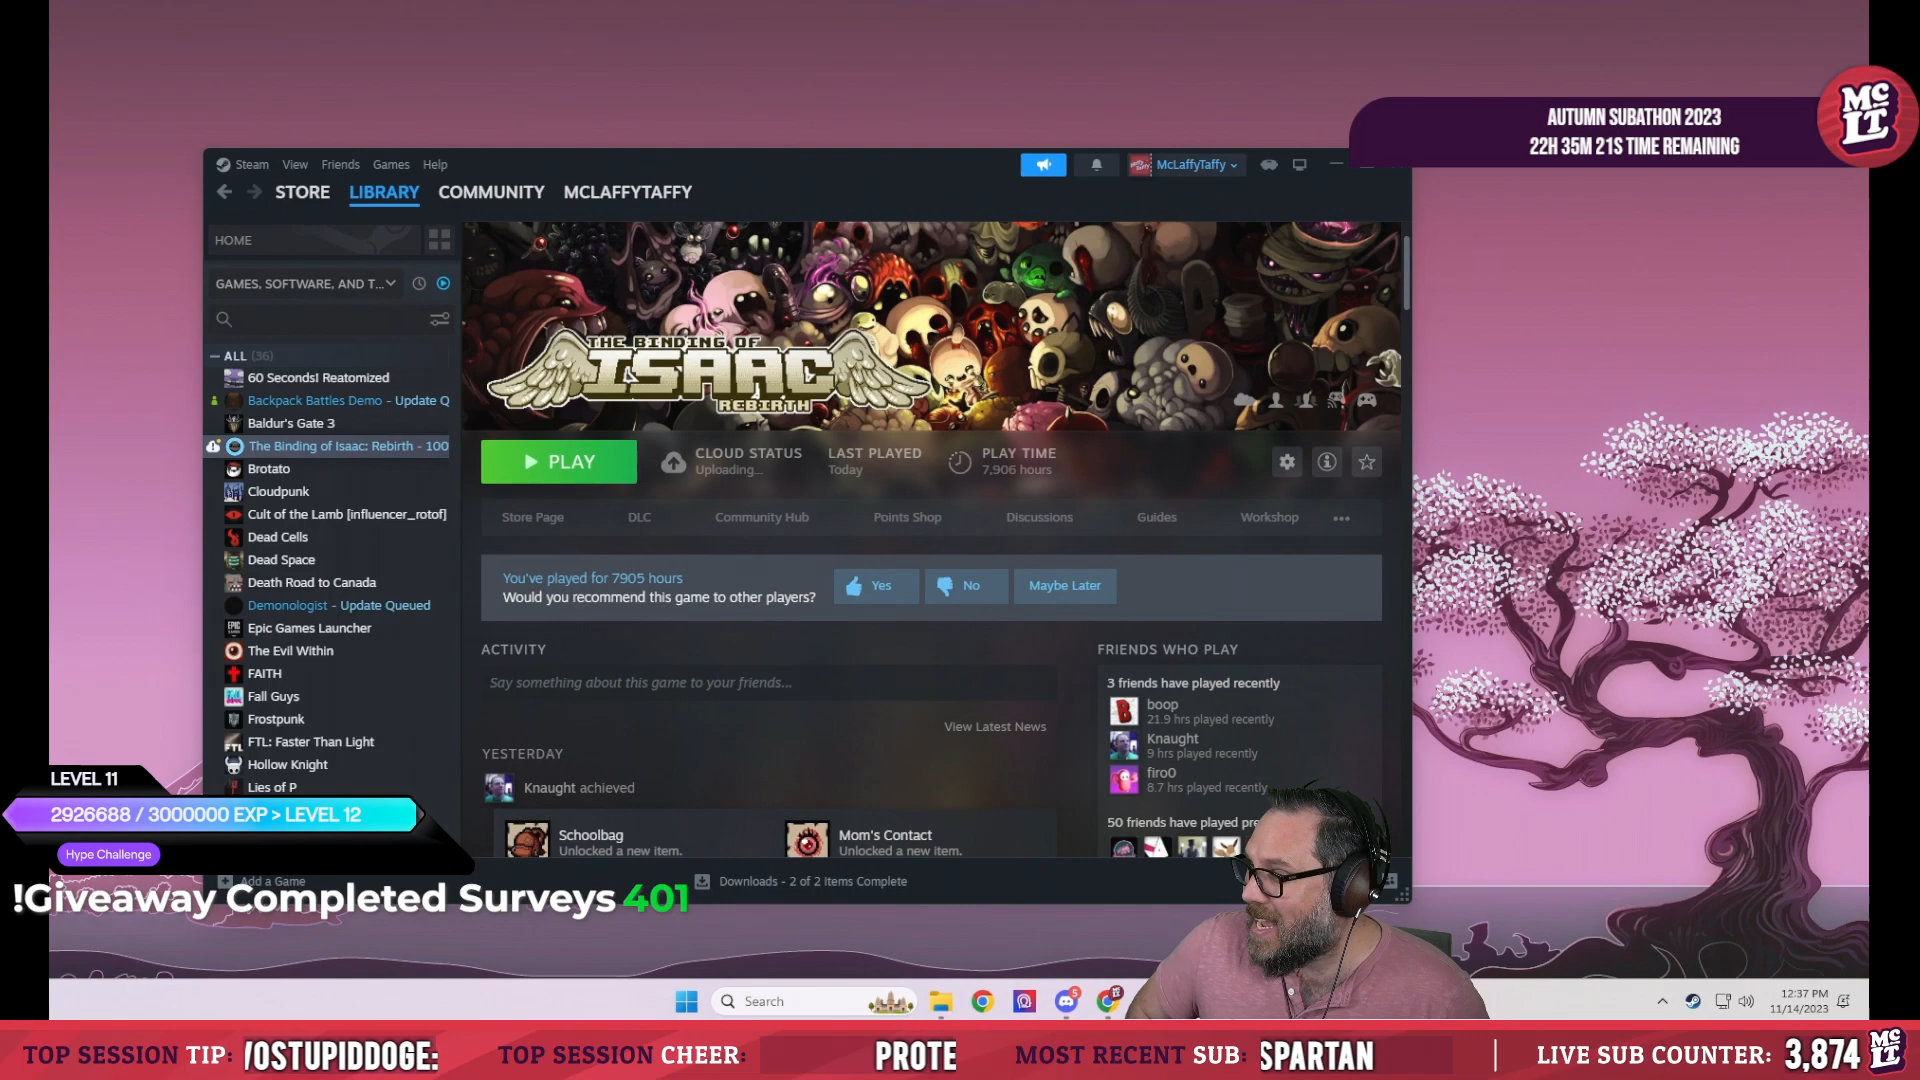 AUTUMN SUBATHON 2023
22H 35M 21S TIME REMAINING
McLT
Steam View Friends Games Help
McLaffyTaffy
STORE LIBRARY COMMUNITY MCLAFFYTAFFY
HOME
GAMES, SOFTWARE, AND T...
ALL (36)
60 Seconds! Reatomized
Backpack Battles Demo - Update Q
Baldur's Gate 3
The Binding of Isaac: Rebirth - 100
Brotato
Cloudpunk
Cult of the Lamb [influencer_rotof]
Dead Cells
Dead Space
Death Road to Canada
Demonologist - Update Queued
Epic Games Launcher
The Evil Within
FAITH
Fall Guys
Frostpunk
FTL: Faster Than Light
Hollow Knight
Lies of P
THE BINDING OF
ISAAC
REBIRTH
PLAY
CLOUD STATUS
Uploading...
LAST PLAYED
Today
PLAY TIME
7,906 hours
Store Page DLC Community Hub Points Shop Discussions Guides Workshop
You've played for 7905 hours
Would you recommend this game to other players?
Yes No Maybe Later
ACTIVITY
Say something about this game to your friends...
View Latest News
YESTERDAY
Knaught achieved
Schoolbag
Unlocked a new item.
Mom's Contact
Unlocked a new item.
FRIENDS WHO PLAY
3 friends have played recently
boop
21.9 hrs played recently
Knaught
9 hrs played recently
firo0
8.7 hrs played recently
50 friends have played pre
Add a Game
Downloads - 2 of 2 Items Complete
LEVEL 11
2926688 / 3000000 EXP > LEVEL 12
Hype Challenge
!Giveaway Completed Surveys 401
Search
5
12:37 PM
11/14/2023
TOP SESSION TIP: /OSTUPIDDOGE:
TOP SESSION CHEER: PROTE
MOST RECENT SUB: SPARTAN
LIVE SUB COUNTER: 3,874
McLT